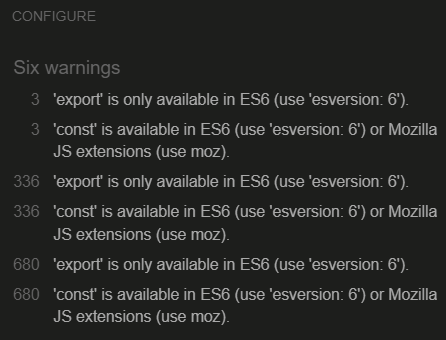 CONFIGURE
Six warnings
3 'export' is only available in ES6 (use 'esversion: 6').
3 'const' is available in ES6 (use 'esversion: 6') or Mozilla
JS extensions (use moz).
336 'export' is only available in ES6 (use 'esversion: 6').
336 'const' is available in ES6 (use 'esversion: 6') or Mozilla
JS extensions (use moz).
680 'export' is only available in ES6 (use 'esversion: 6').
680 'const' is available in ES6 (use 'esversion: 6') or Mozilla
JS extensions (use moz).